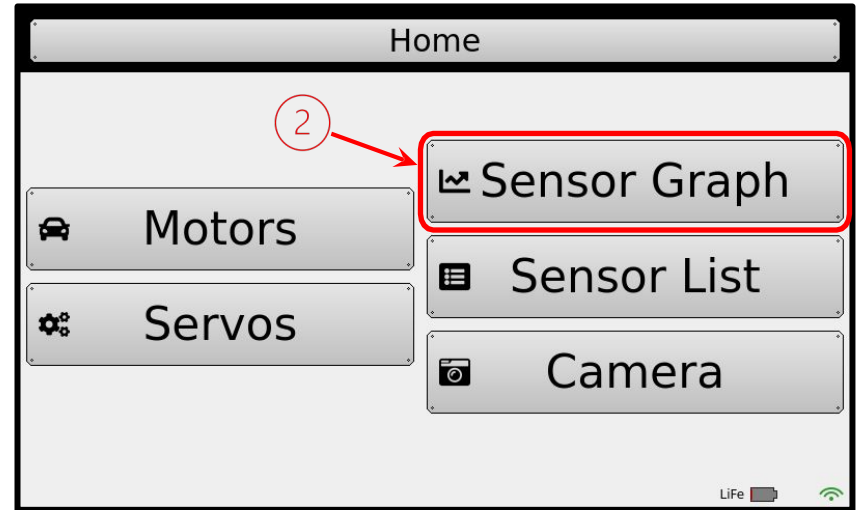 Home
2
Sensor Graph
Motors
Sensor List
Servos
Camera
LiFe